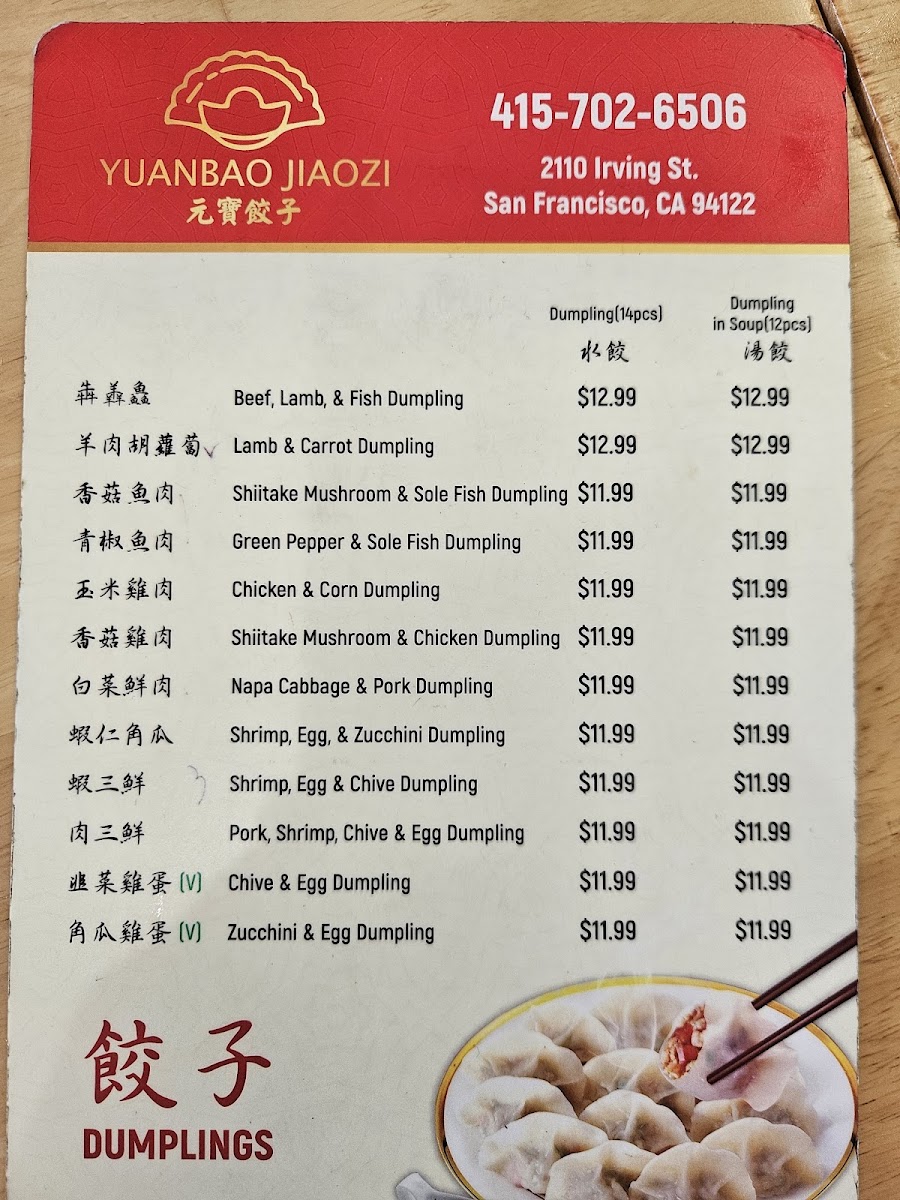 YUANBAO JIAOZI
元寶餃子
415-702-6506
2110 Irving St.
San Francisco, CA 94122
Dumpling(14pcs) Dumpling in Soup(12pcs)
水餃 湯餃
犇羴鱻 Beef, Lamb, & Fish Dumpling $12.99 $12.99
羊肉胡蘿蔔 Lamb & Carrot Dumpling $12.99 $12.99
香菇魚肉 Shiitake Mushroom & Sole Fish Dumpling $11.99 $11.99
青椒魚肉 Green Pepper & Sole Fish Dumpling $11.99 $11.99
玉米雞肉 Chicken & Corn Dumpling $11.99 $11.99
香菇雞肉 Shiitake Mushroom & Chicken Dumpling $11.99 $11.99
白菜鮮肉 Napa Cabbage & Pork Dumpling $11.99 $11.99
蝦仁角瓜 Shrimp, Egg, & Zucchini Dumpling $11.99 $11.99
蝦三鮮 Shrimp, Egg & Chive Dumpling $11.99 $11.99
肉三鮮 Pork, Shrimp, Chive & Egg Dumpling $11.99 $11.99
韭菜雞蛋 (V) Chive & Egg Dumpling $11.99 $11.99
角瓜雞蛋 (V) Zucchini & Egg Dumpling $11.99 $11.99
餃子
DUMPLINGS